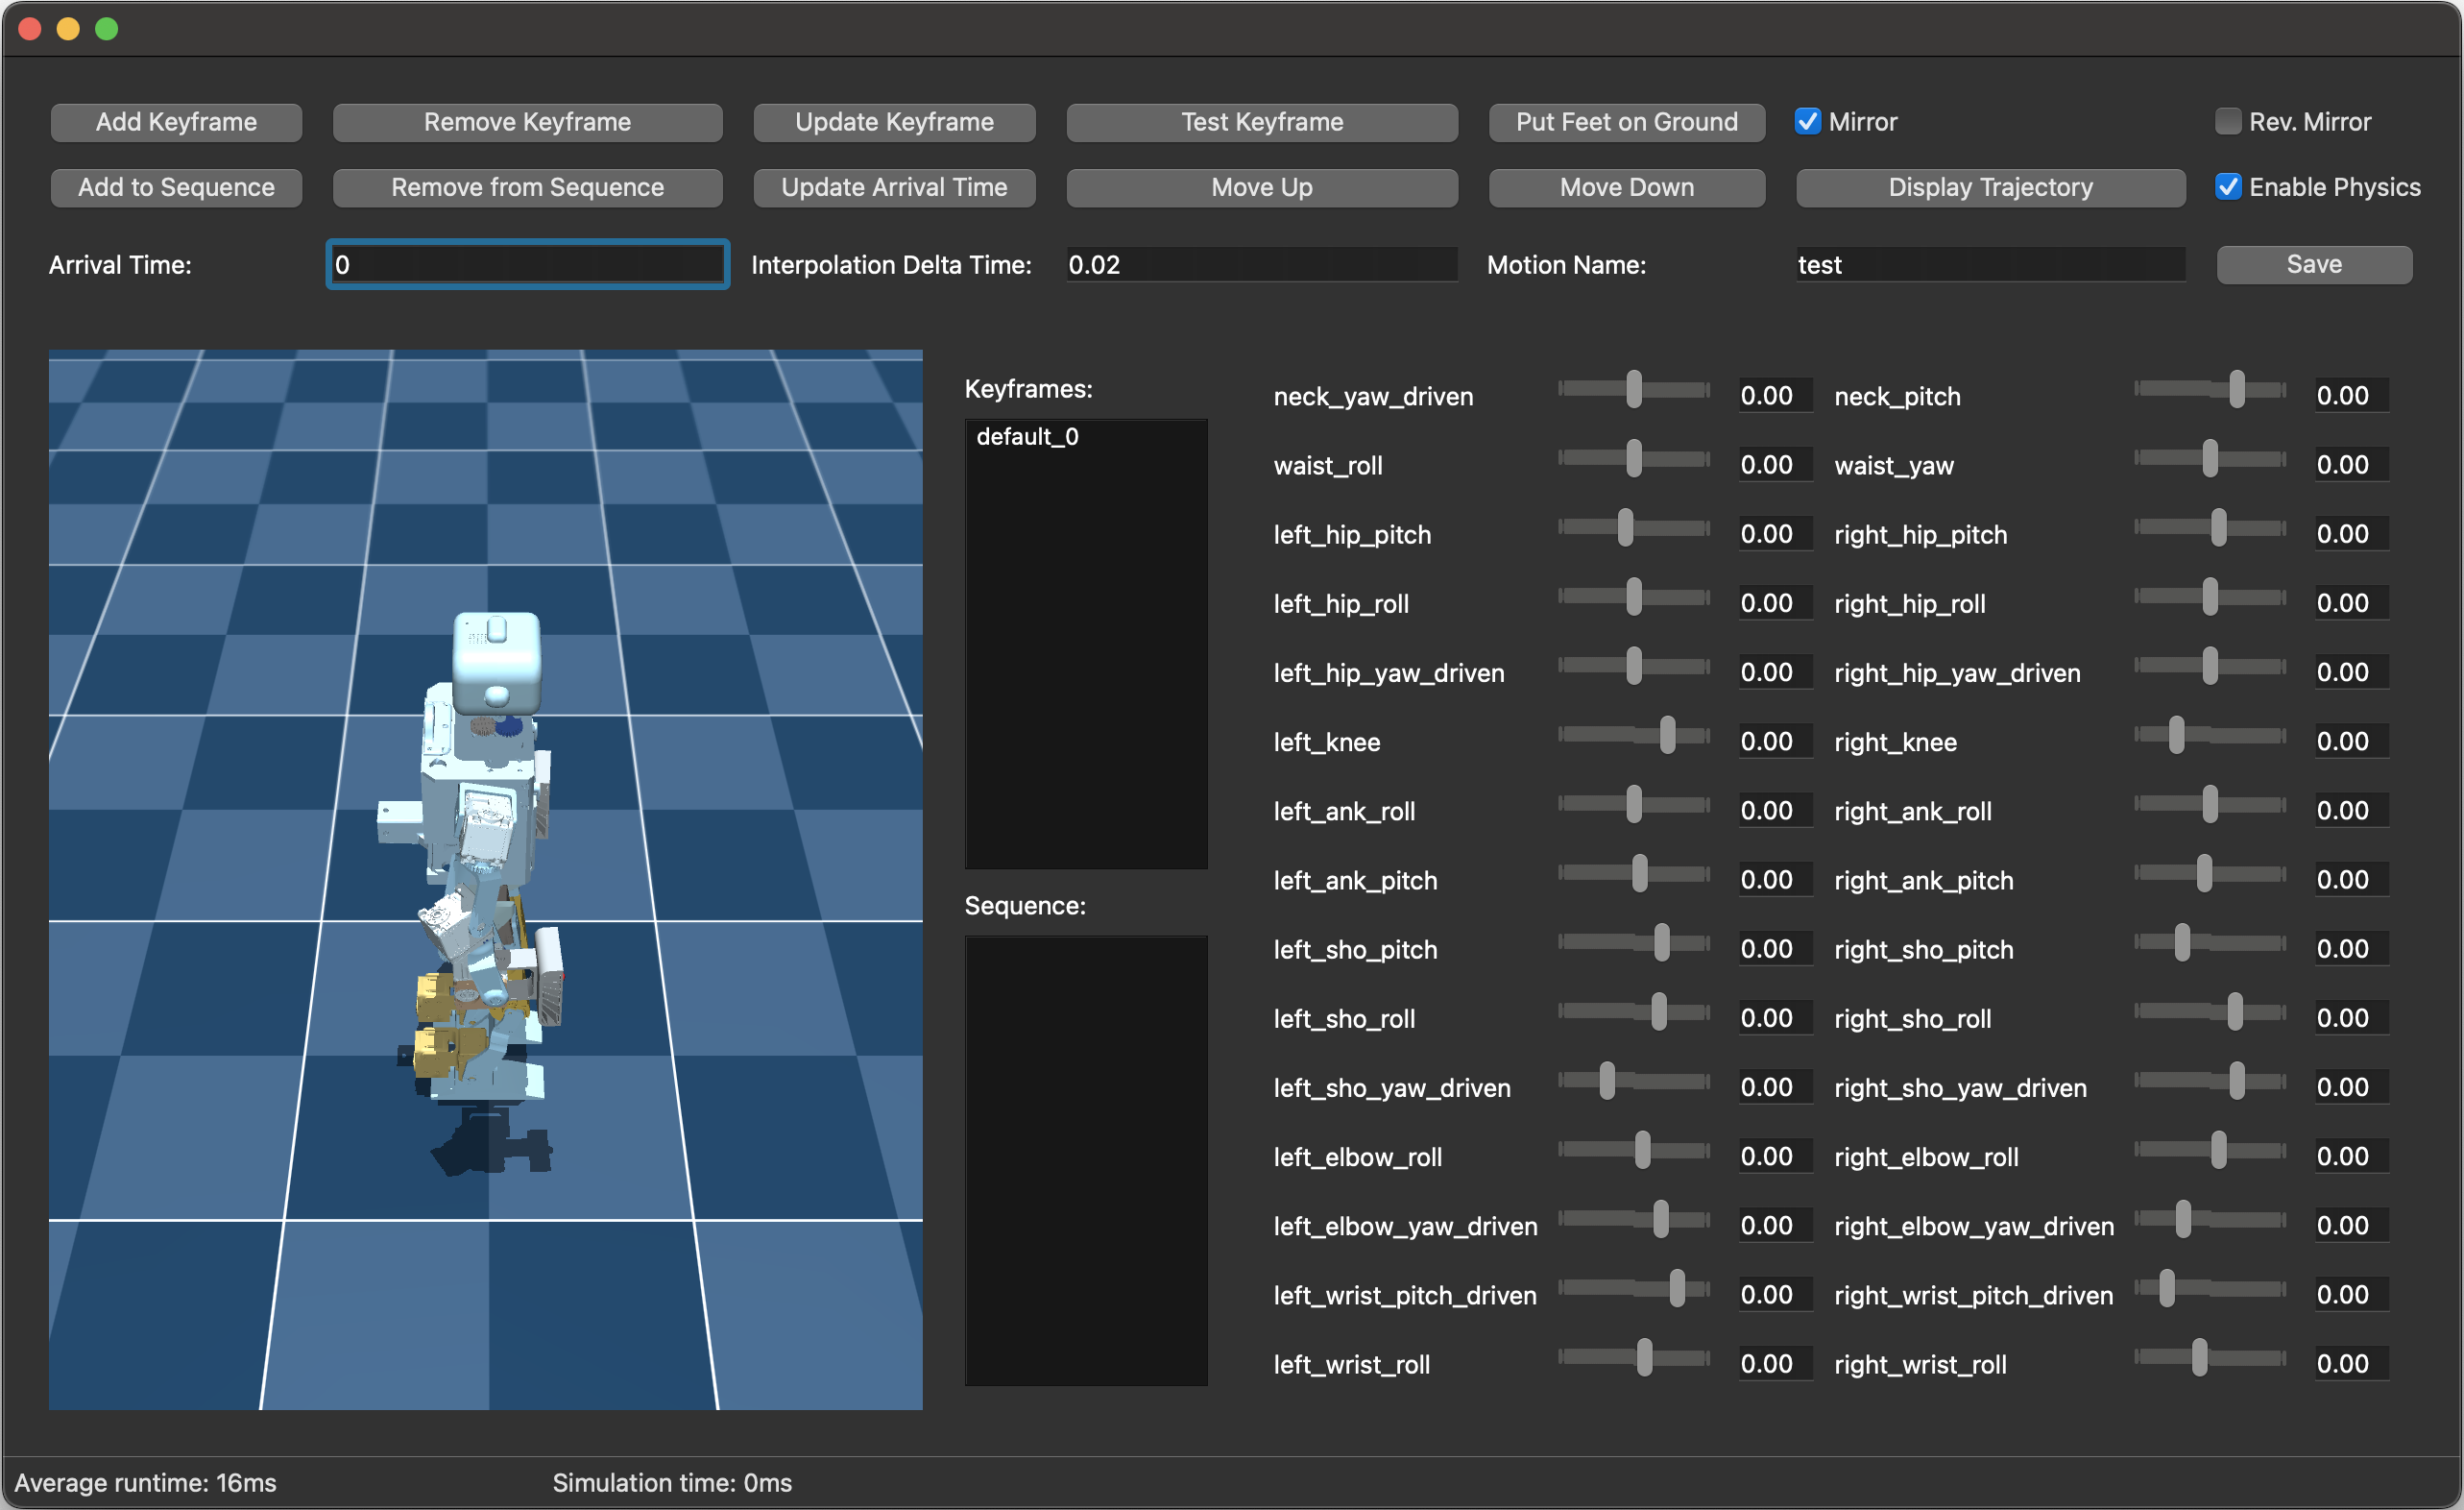 Add Keyframe Remove Keyframe Update Keyframe Test Keyframe Put Feet on Ground Mirror Rev. Mirror
Add to Sequence Remove from Sequence Update Arrival Time Move Up Move Down Display Trajectory Enable Physics
Arrival Time: 0 Interpolation Delta Time: 0.02 Motion Name: test Save
Keyframes:
default_0
Sequence:
neck_yaw_driven 0.00 neck_pitch 0.00
waist_roll 0.00 waist_yaw 0.00
left_hip_pitch 0.00 right_hip_pitch 0.00
left_hip_roll 0.00 right_hip_roll 0.00
left_hip_yaw_driven 0.00 right_hip_yaw_driven 0.00
left_knee 0.00 right_knee 0.00
left_ank_roll 0.00 right_ank_roll 0.00
left_ank_pitch 0.00 right_ank_pitch 0.00
left_sho_pitch 0.00 right_sho_pitch 0.00
left_sho_roll 0.00 right_sho_roll 0.00
left_sho_yaw_driven 0.00 right_sho_yaw_driven 0.00
left_elbow_roll 0.00 right_elbow_roll 0.00
left_elbow_yaw_driven 0.00 right_elbow_yaw_driven 0.00
left_wrist_pitch_driven 0.00 right_wrist_pitch_driven 0.00
left_wrist_roll 0.00 right_wrist_roll 0.00
Average runtime: 16ms Simulation time: 0ms